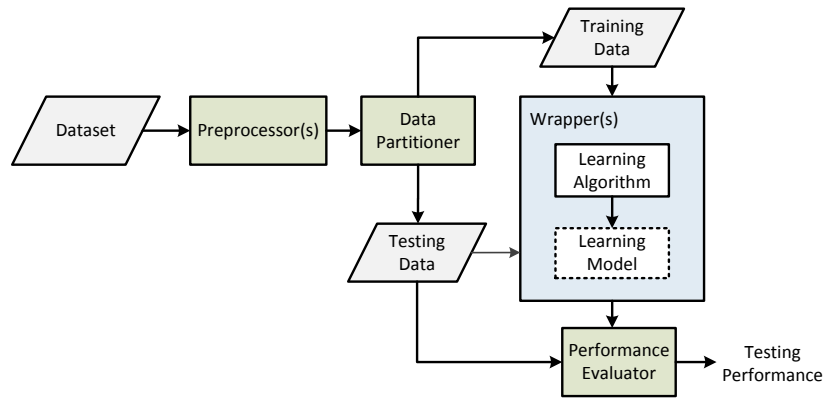 Training
Data
Dataset
Preprocessor(s)
Data
Partitioner
Wrapper(s)
Learning
Algorithm
Learning
Model
Testing
Data
Performance
Evaluator
Testing
Performance